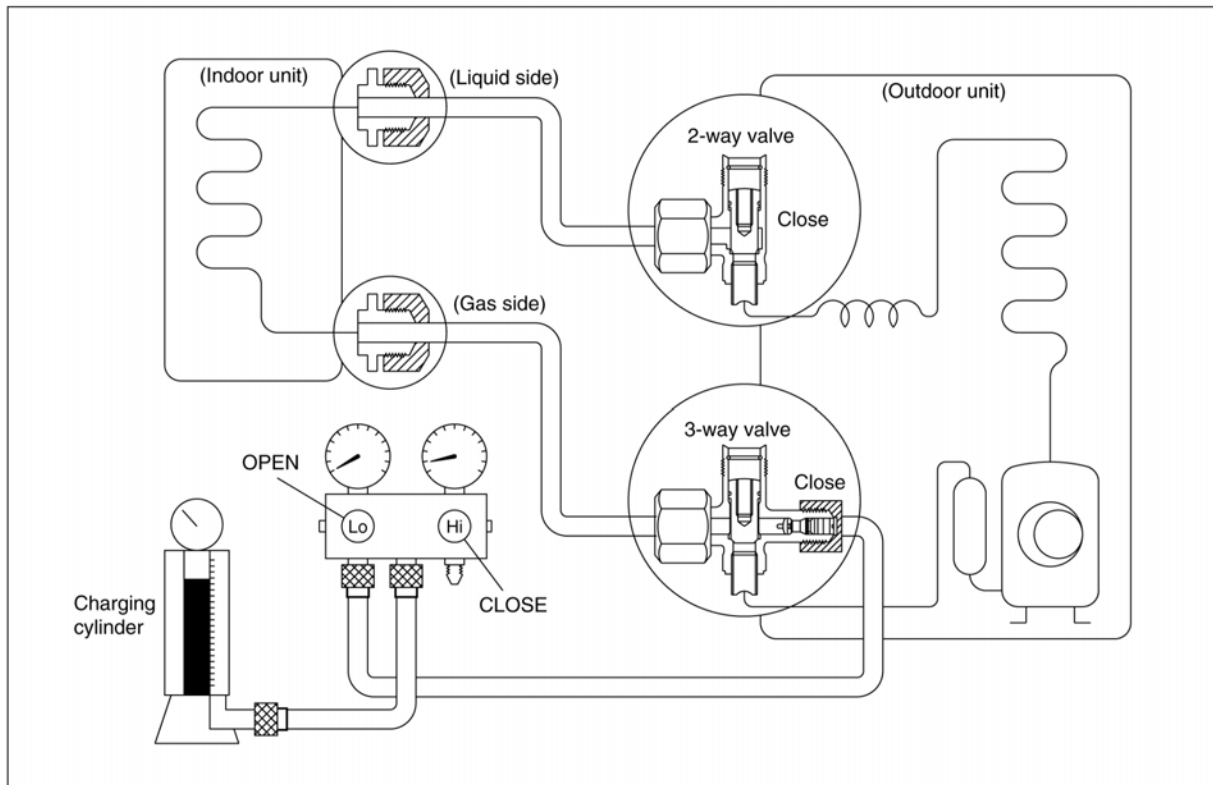 (Indoor unit)
(Liquid side)
(Outdoor unit)
2-way valve
Close
(Gas side)
3-way valve
Close
OPEN
Lo
Hi
CLOSE
Charging
cylinder